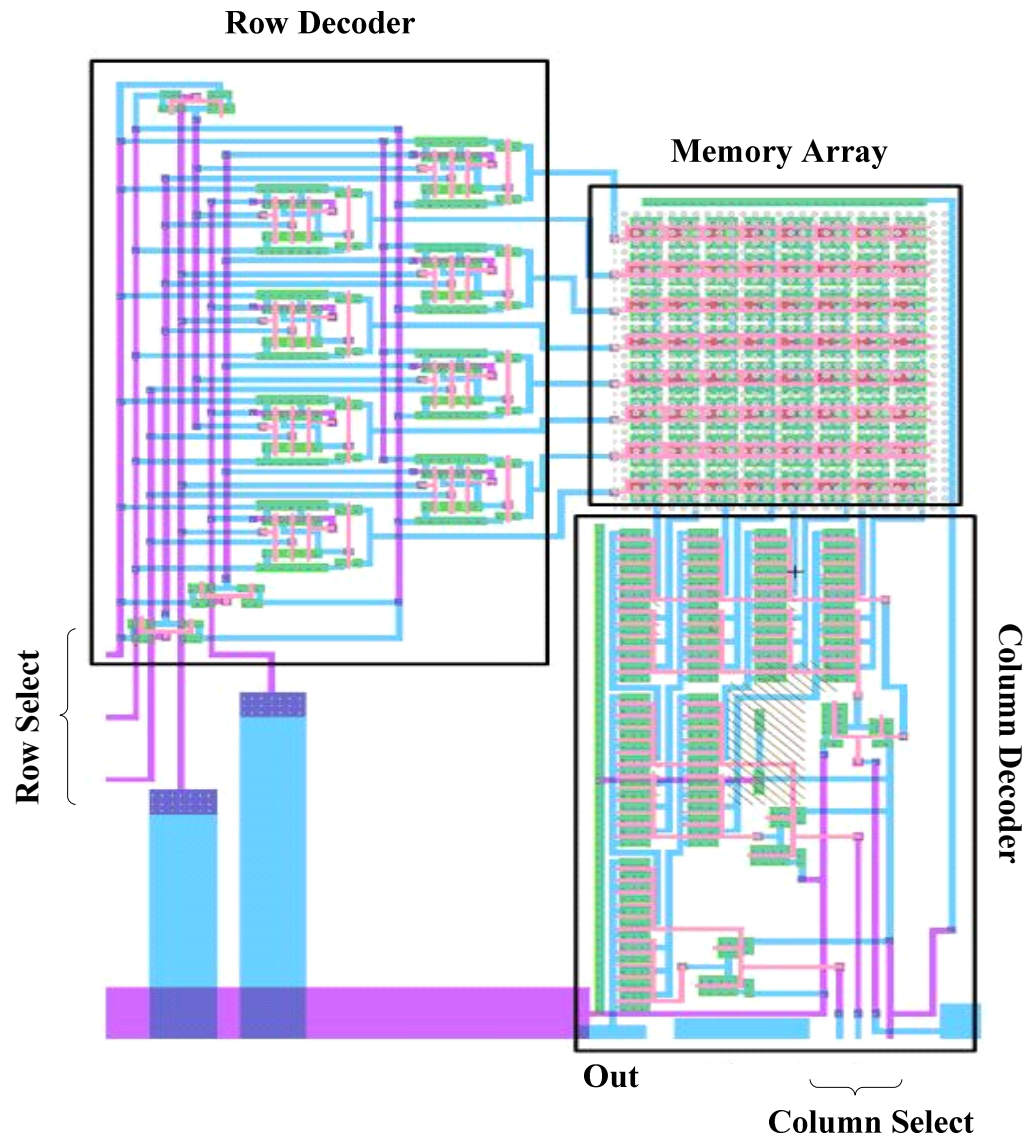 Row Decoder
Memory Array
Row Select
Column Decoder
Out
Column Select